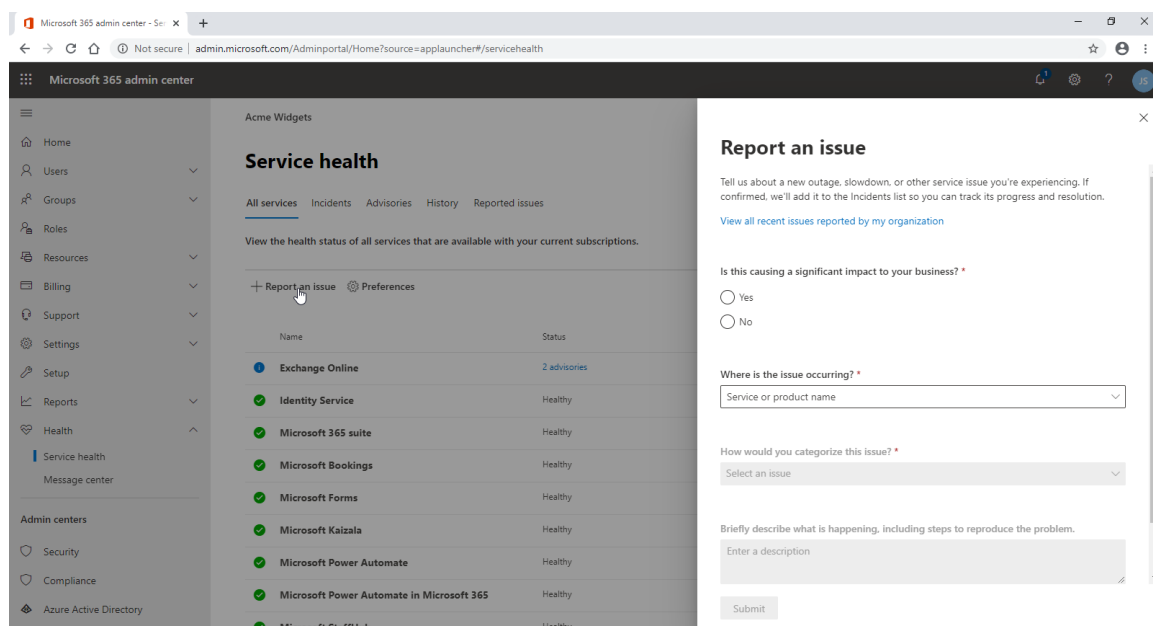 Microsoft 365 admin center - Ser
Not secure | admin.microsoft.com/Adminportal/Home?source=applauncher#/servicehealth
Microsoft 365 admin center
1
?
JS
Home
Users
Groups
Roles
Resources
Billing
Support
Settings
Setup
Reports
Health
Service health
Message center
Admin centers
Security
Compliance
Azure Active Directory
Acme Widgets
Service health
All services Incidents Advisories History Reported issues
View the health status of all services that are available with your current subscriptions.
Report an issue Preferences
Name Status
Exchange Online 2 advisories
Identity Service Healthy
Microsoft 365 suite Healthy
Microsoft Bookings Healthy
Microsoft Forms Healthy
Microsoft Kaizala Healthy
Microsoft Power Automate Healthy
Microsoft Power Automate in Microsoft 365 Healthy
Report an issue
Tell us about a new outage, slowdown, or other service issue you're experiencing. If
confirmed, we'll add it to the Incidents list so you can track its progress and resolution.
View all recent issues reported by my organization
Is this causing a significant impact to your business? *
Yes
No
Where is the issue occurring? *
Service or product name
How would you categorize this issue? *
Select an issue
Briefly describe what is happening, including steps to reproduce the problem.
Enter a description
Submit